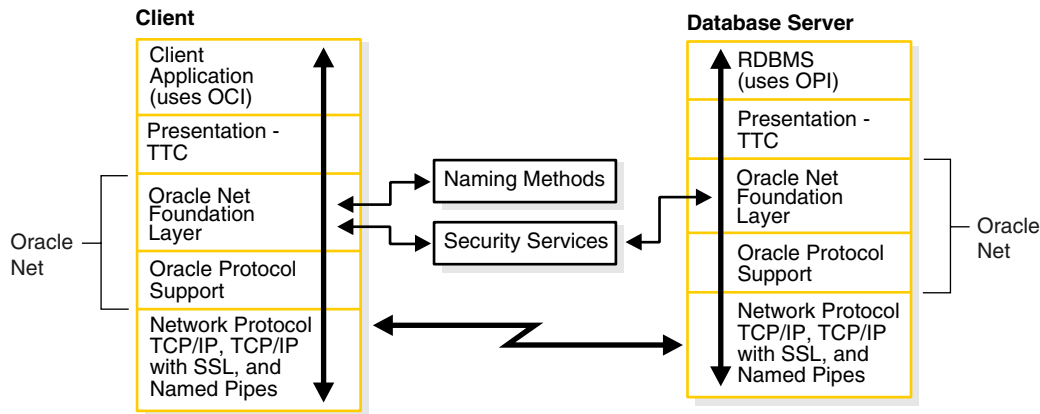 Client
Client
Application
(uses OCI)
Presentation -
TTC
Oracle Net
Foundation
Layer
Oracle Protocol
Support
Network Protocol
TCP/IP, TCP/IP
with SSL, and
Named Pipes
Oracle
Net
Naming Methods
Security Services
Database Server
RDBMS
(uses OPI)
Presentation -
TTC
Oracle Net
Foundation
Layer
Oracle Protocol
Support
Network Protocol
TCP/IP, TCP/IP
with SSL, and
Named Pipes
Oracle
Net